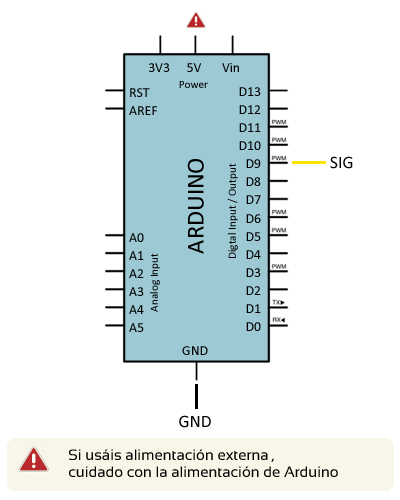 3V3 5V Vin
Power
RST
AREF
D13
D12
PWM D11
PWM D10
PWM D9 SIG
D8
D7
PWM D6
PWM D5
D4
PWM D3
D2
TX▶ D1
RX◀ D0
ARDUINO
Digtal Input / Output
A0
A1
A2
A3
A4
A5
Analog Input
GND
GND
Si usáis alimentación externa,
cuidado con la alimentación de Arduino